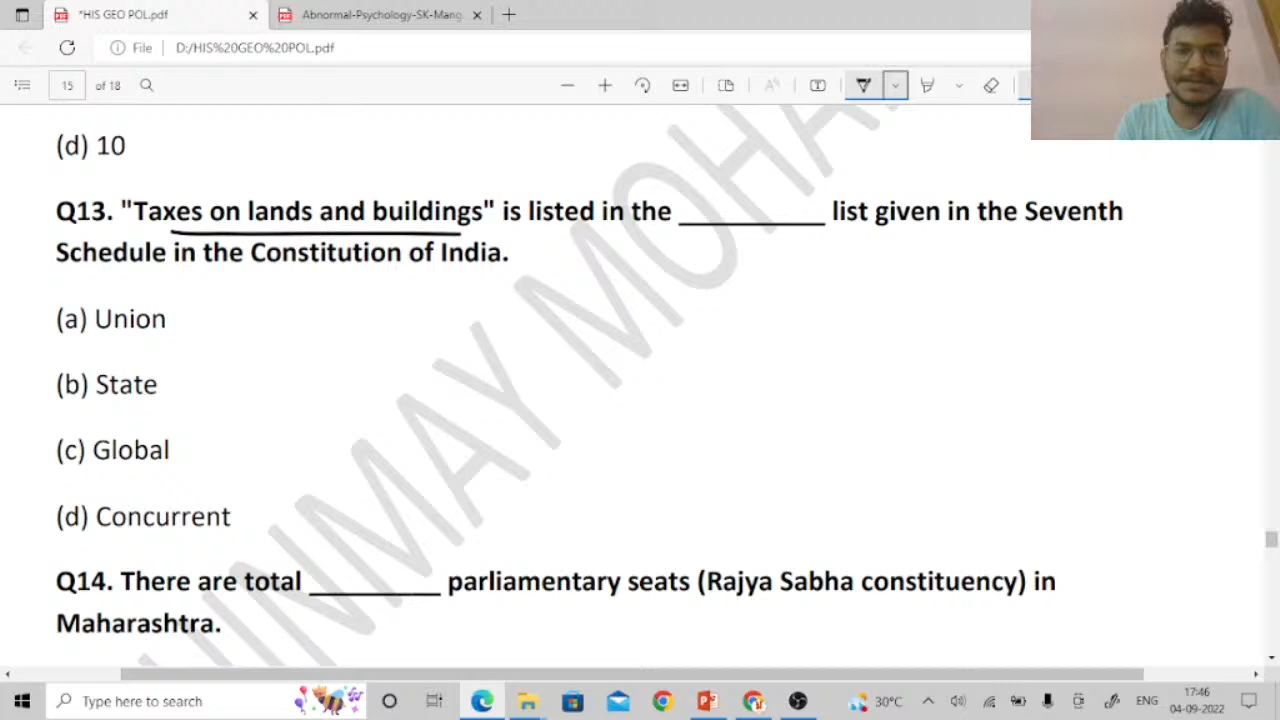 *HIS GEO POL.pdf
Abnormal-Psychology-SK-Mang
File
D:/HIS%20GEO%20POL.pdf
15 of 18
(d) 10
Q13. "Taxes on lands and buildings" is listed in the __________ list given in the Seventh
Schedule in the Constitution of India.
(a) Union
(b) State
(c) Global
(d) Concurrent
Q14. There are total _________ parliamentary seats (Rajya Sabha constituency) in
Maharashtra.
Type here to search
30°C
ENG
17:46
04-09-2022